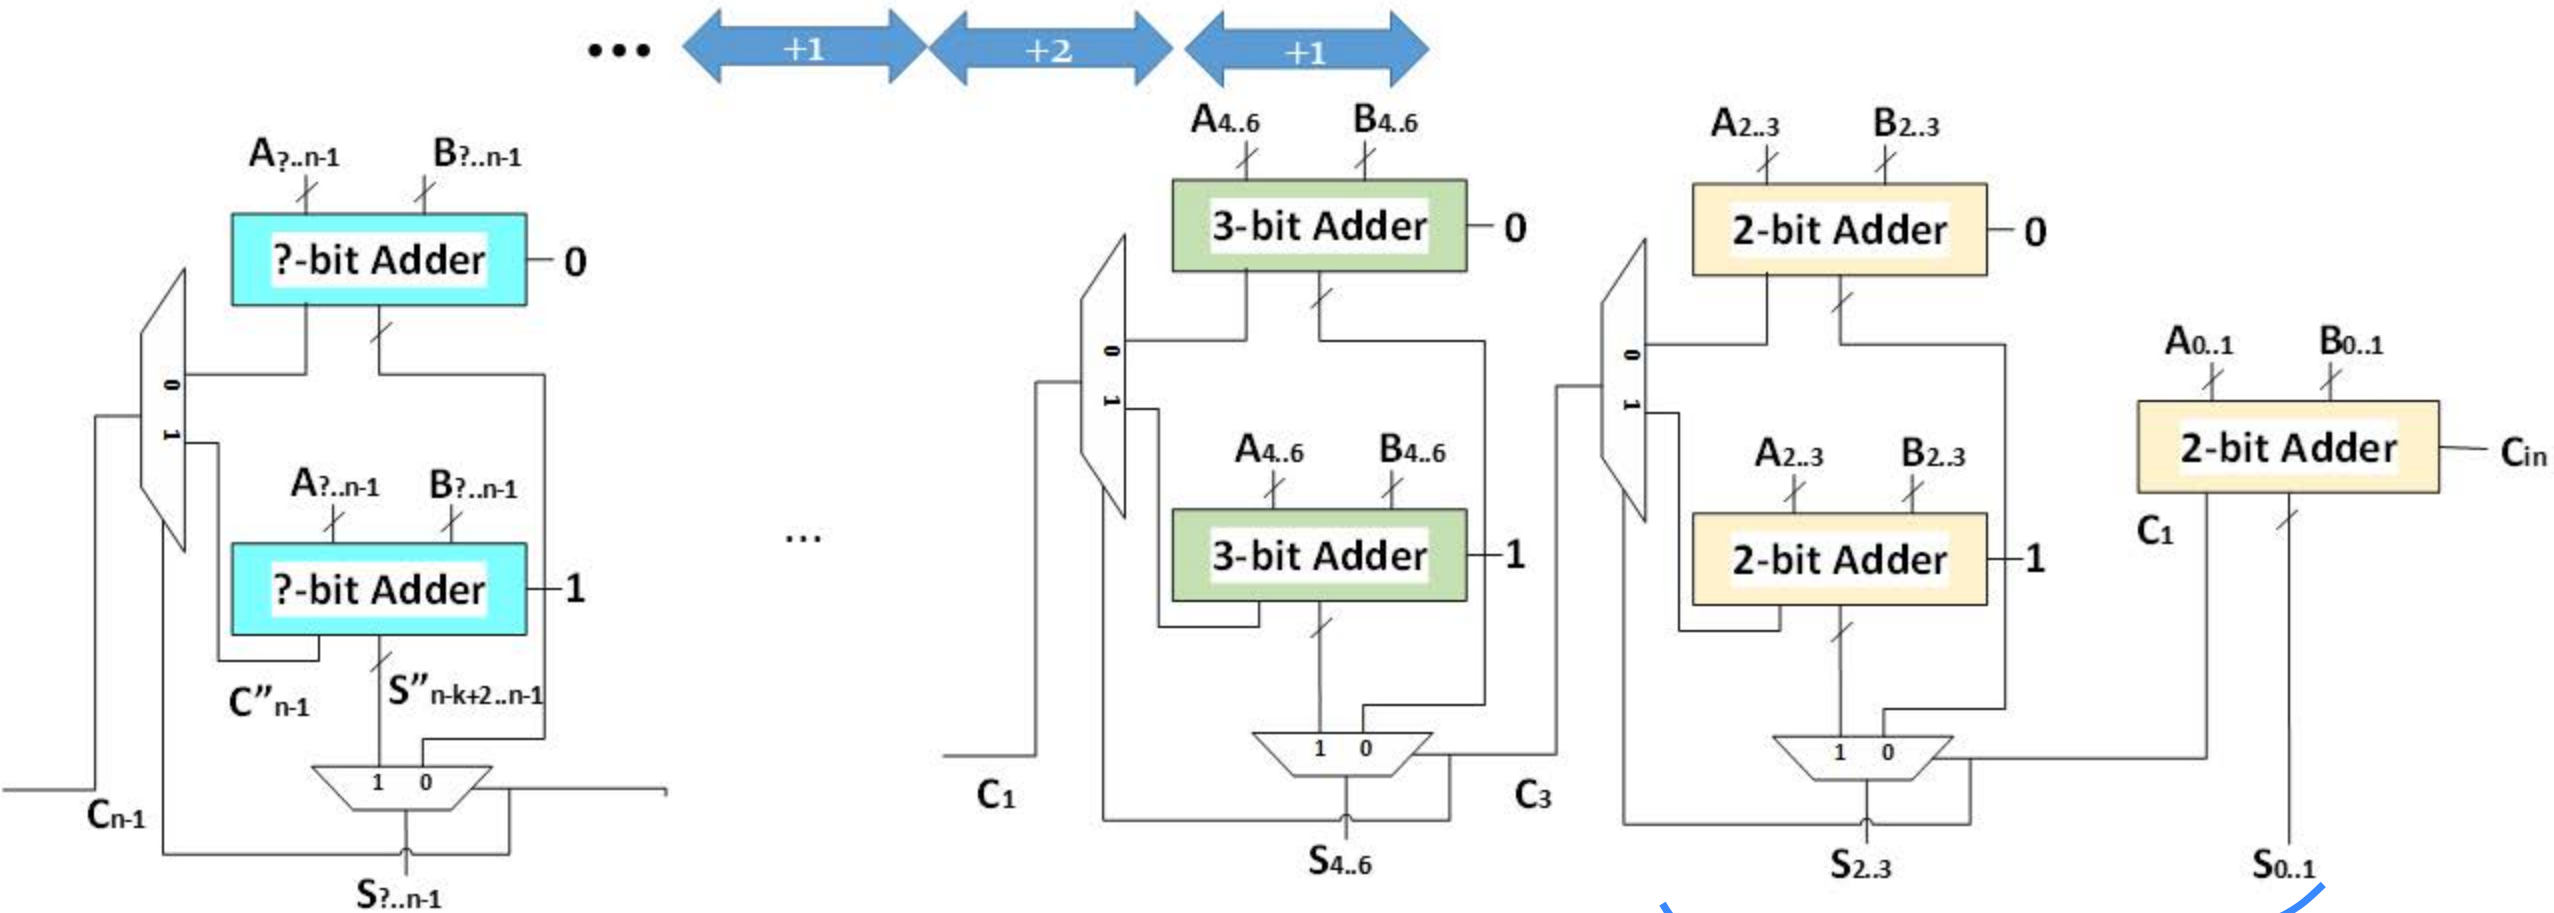 ... +1 +2 +1
A?..n-1 B?..n-1
?-bit Adder 0
0
1
A?..n-1 B?..n-1
?-bit Adder 1
C”n-1
S”n-k+2..n-1
1 0
Cn-1
S?..n-1
...
A4..6 B4..6
3-bit Adder 0
0
1
A4..6 B4..6
3-bit Adder 1
1 0
C1
S4..6
A2..3 B2..3
2-bit Adder 0
0
1
A2..3 B2..3
2-bit Adder 1
1 0
C3
S2..3
A0..1 B0..1
2-bit Adder Cin
C1
S0..1